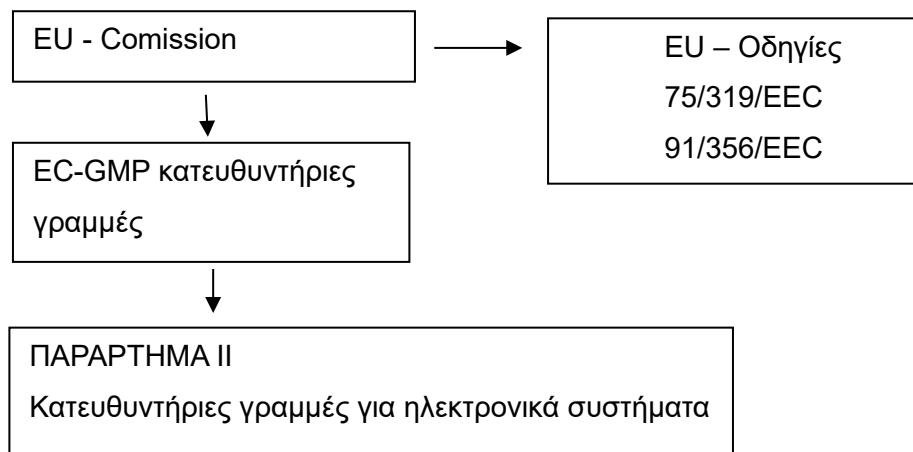 EU - Comission
EU – Οδηγίες
75/319/EEC
91/356/EEC
EC-GMP κατευθυντήριες
γραμμές
ΠΑΡΑΡΤΗΜΑ II
Κατευθυντήριες γραμμές για ηλεκτρονικά συστήματα